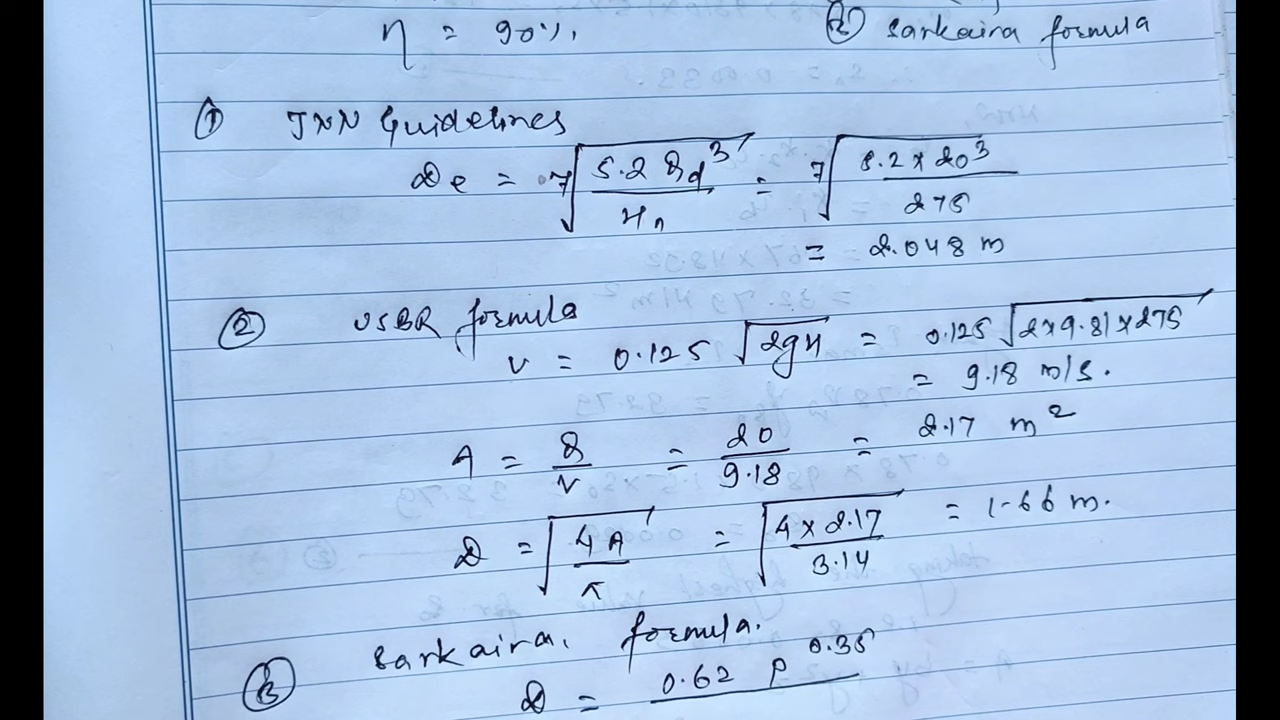 η = 90%. ② Sarkaira formula
① INN Guidelines
De = ⁷√(5.2 Qd³ / Hn) = ⁷√(5.2 × 20³ / 275)
= 2.048 m
② USBR formula
v = 0.125 √(2gH) = 0.125 √(2×9.81×275)
= 9.18 m/s.
A = Q/v = 20/9.18 = 2.17 m²
D = √(4A/π) = √(4 × 2.17 / 3.14) = 1.66 m.
③ Sarkaira. formula.
D = 0.62 P^0.35